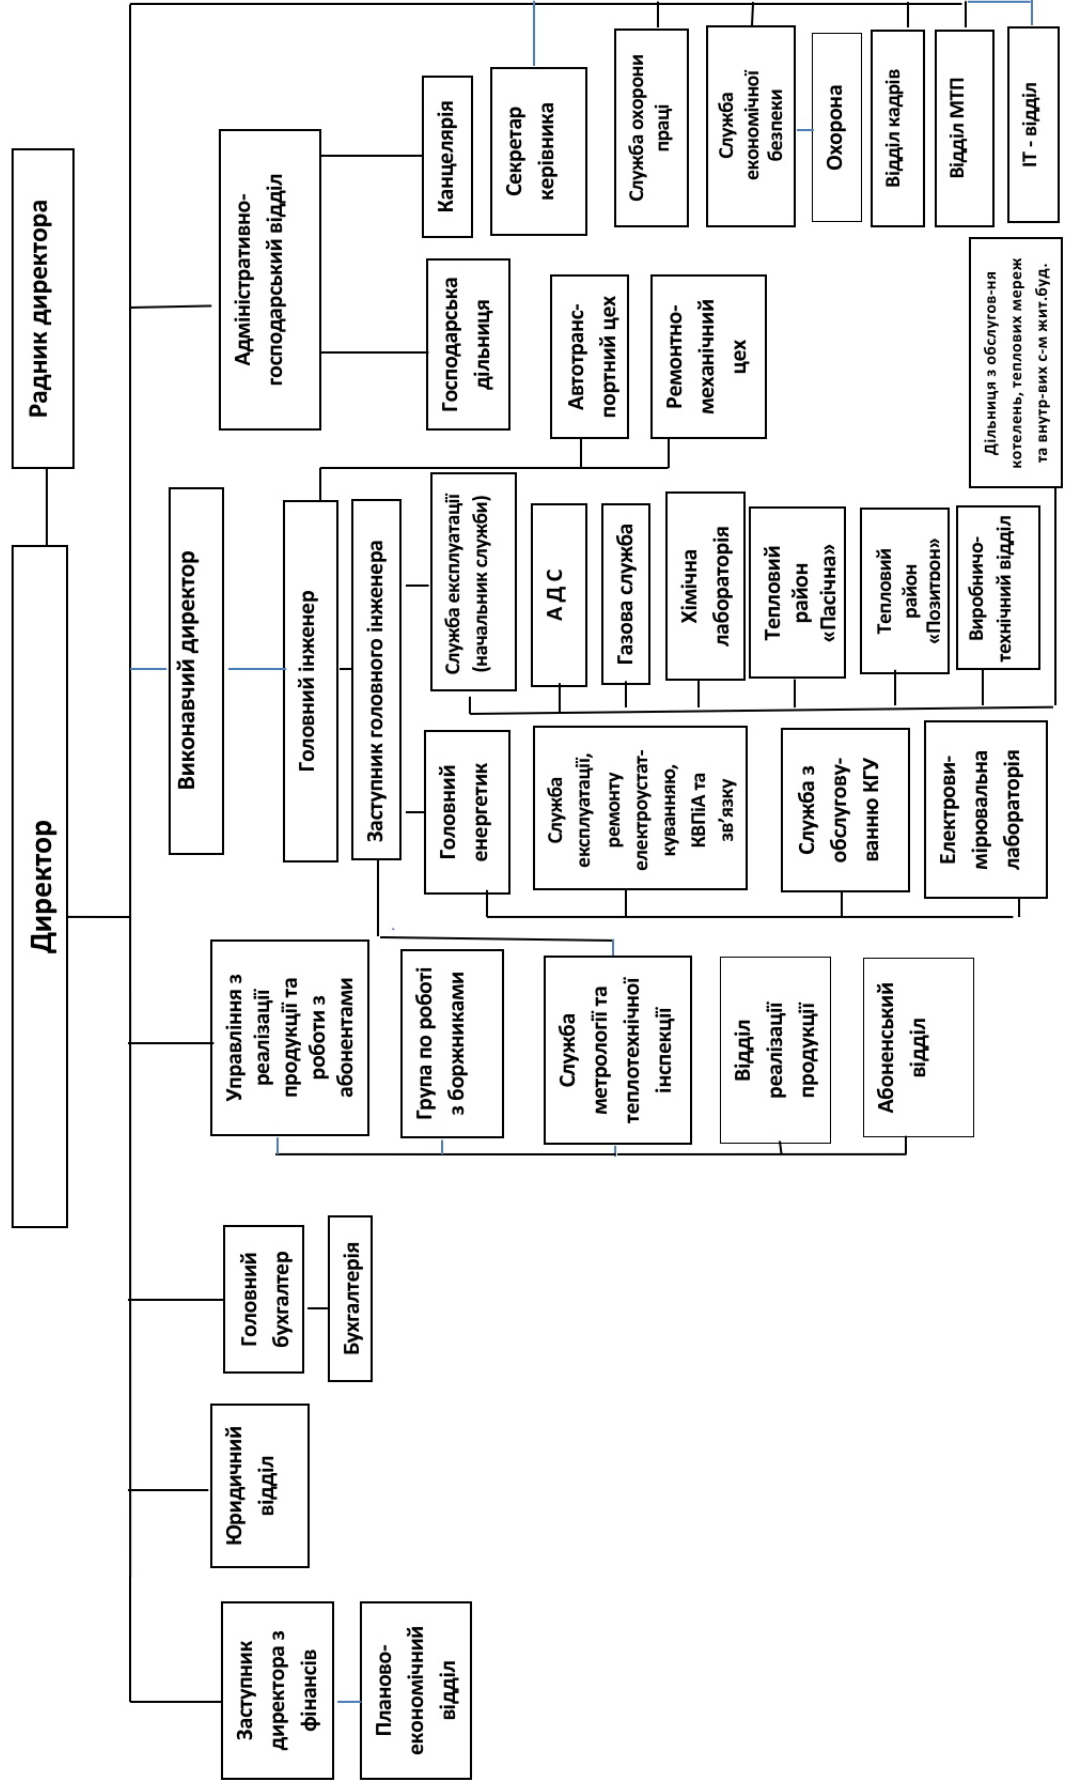 Директор
Радник директора
Заступник
директора з
фінансів
Планово-
економічний
відділ
Юридичний
відділ
Головний
бухгалтер
Бухгалтерія
Управління з
реалізації
продукції та
роботи з
абонентами
Група по роботі
з боржниками
Служба
метрології та
теплотехнічної
інспекції
Відділ
реалізації
продукції
Абоненський
відділ
Виконавчий директор
Головний інженер
Заступник головного інженера
Головний
енергетик
Служба
експлуатації,
ремонту
електроустат-
куванняю,
КВПіА та
зв’язку
Служба з
обслугову-
ванню КГУ
Електрови-
мірювальна
лабораторія
Служба експлуатації
(начальник служби)
А Д С
Газова служба
Хімічна
лабораторія
Тепловий
район
«Пасічна»
Тепловий
район
«Позитрон»
Виробничо-
технічний відділ
Дільниця з обслугов-ня
котелень, теплових мереж
та внутр-вих с-м жит.буд.
Автотранс-
портний цех
Ремонтно-
механічний
цех
Адміністративно-
господарський відділ
Господарська
дільниця
Канцелярія
Секретар
керівника
Служба охорони
праці
Служба
економічної
безпеки
Охорона
Відділ кадрів
Відділ МТП
ІТ - відділ